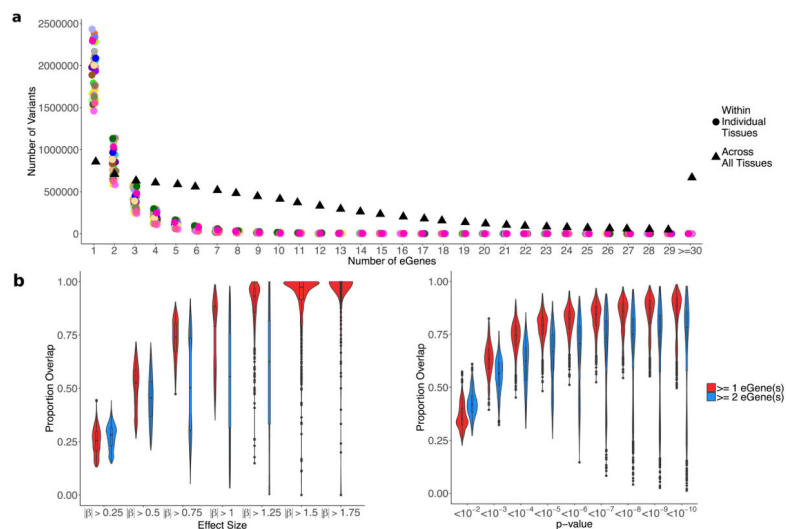 a
Number of Variants
2500000
2000000
1500000
1000000
500000
0
1 2 3 4 5 6 7 8 9 10 11 12 13 14 15 16 17 18 19 20 21 22 23 24 25 26 27 28 29 >=30
Number of eGenes
Within
Individual
Tissues
Across
All Tissues
b
Proportion Overlap
1.00
0.75
0.50
0.25
0.00
|β| > 0.25 |β| > 0.5 |β| > 0.75 |β| > 1 |β| > 1.25 |β| > 1.5 |β| > 1.75
Effect Size
Proportion Overlap
1.00
0.75
0.50
0.25
0.00
<10⁻² <10⁻³ <10⁻⁴ <10⁻⁵ <10⁻⁶ <10⁻⁷ <10⁻⁸ <10⁻⁹ <10⁻¹⁰
p-value
>= 1 eGene(s)
>= 2 eGene(s)